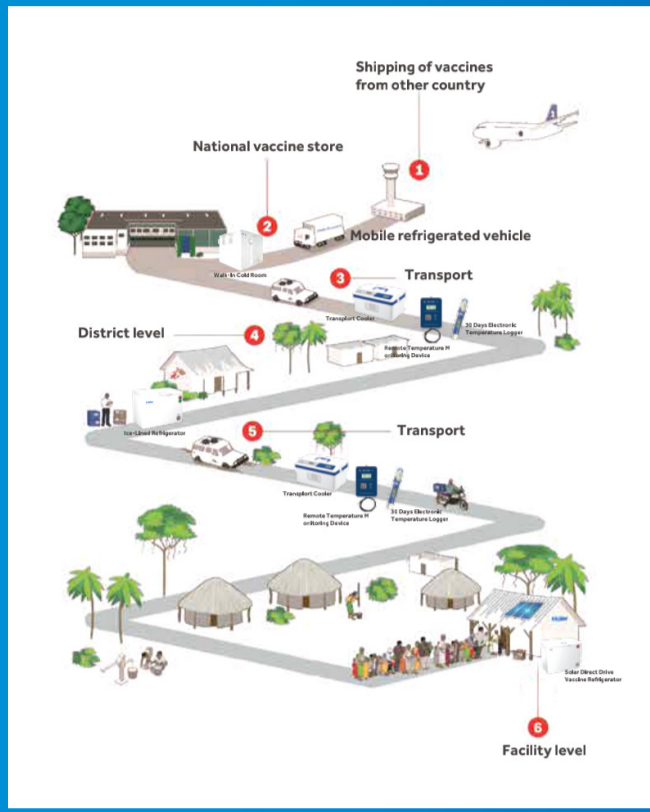 Shipping of vaccines
from other country
1
National vaccine store
2
Mobile refrigerated vehicle
Walk-In Cold Room
3
Transport
Transplort Cooler
30 Days Electronic
Temperature Logger
Remote Temperature M
onitoring Device
District level
4
Ice-Lined Refrigerator
5
Transport
Transplort Cooler
Remote Temperature M
onitoring Device
30 Days Electronic
Temperature Logger
Solar Direct Drive
Vaccine Refrigerator
6
Facility level